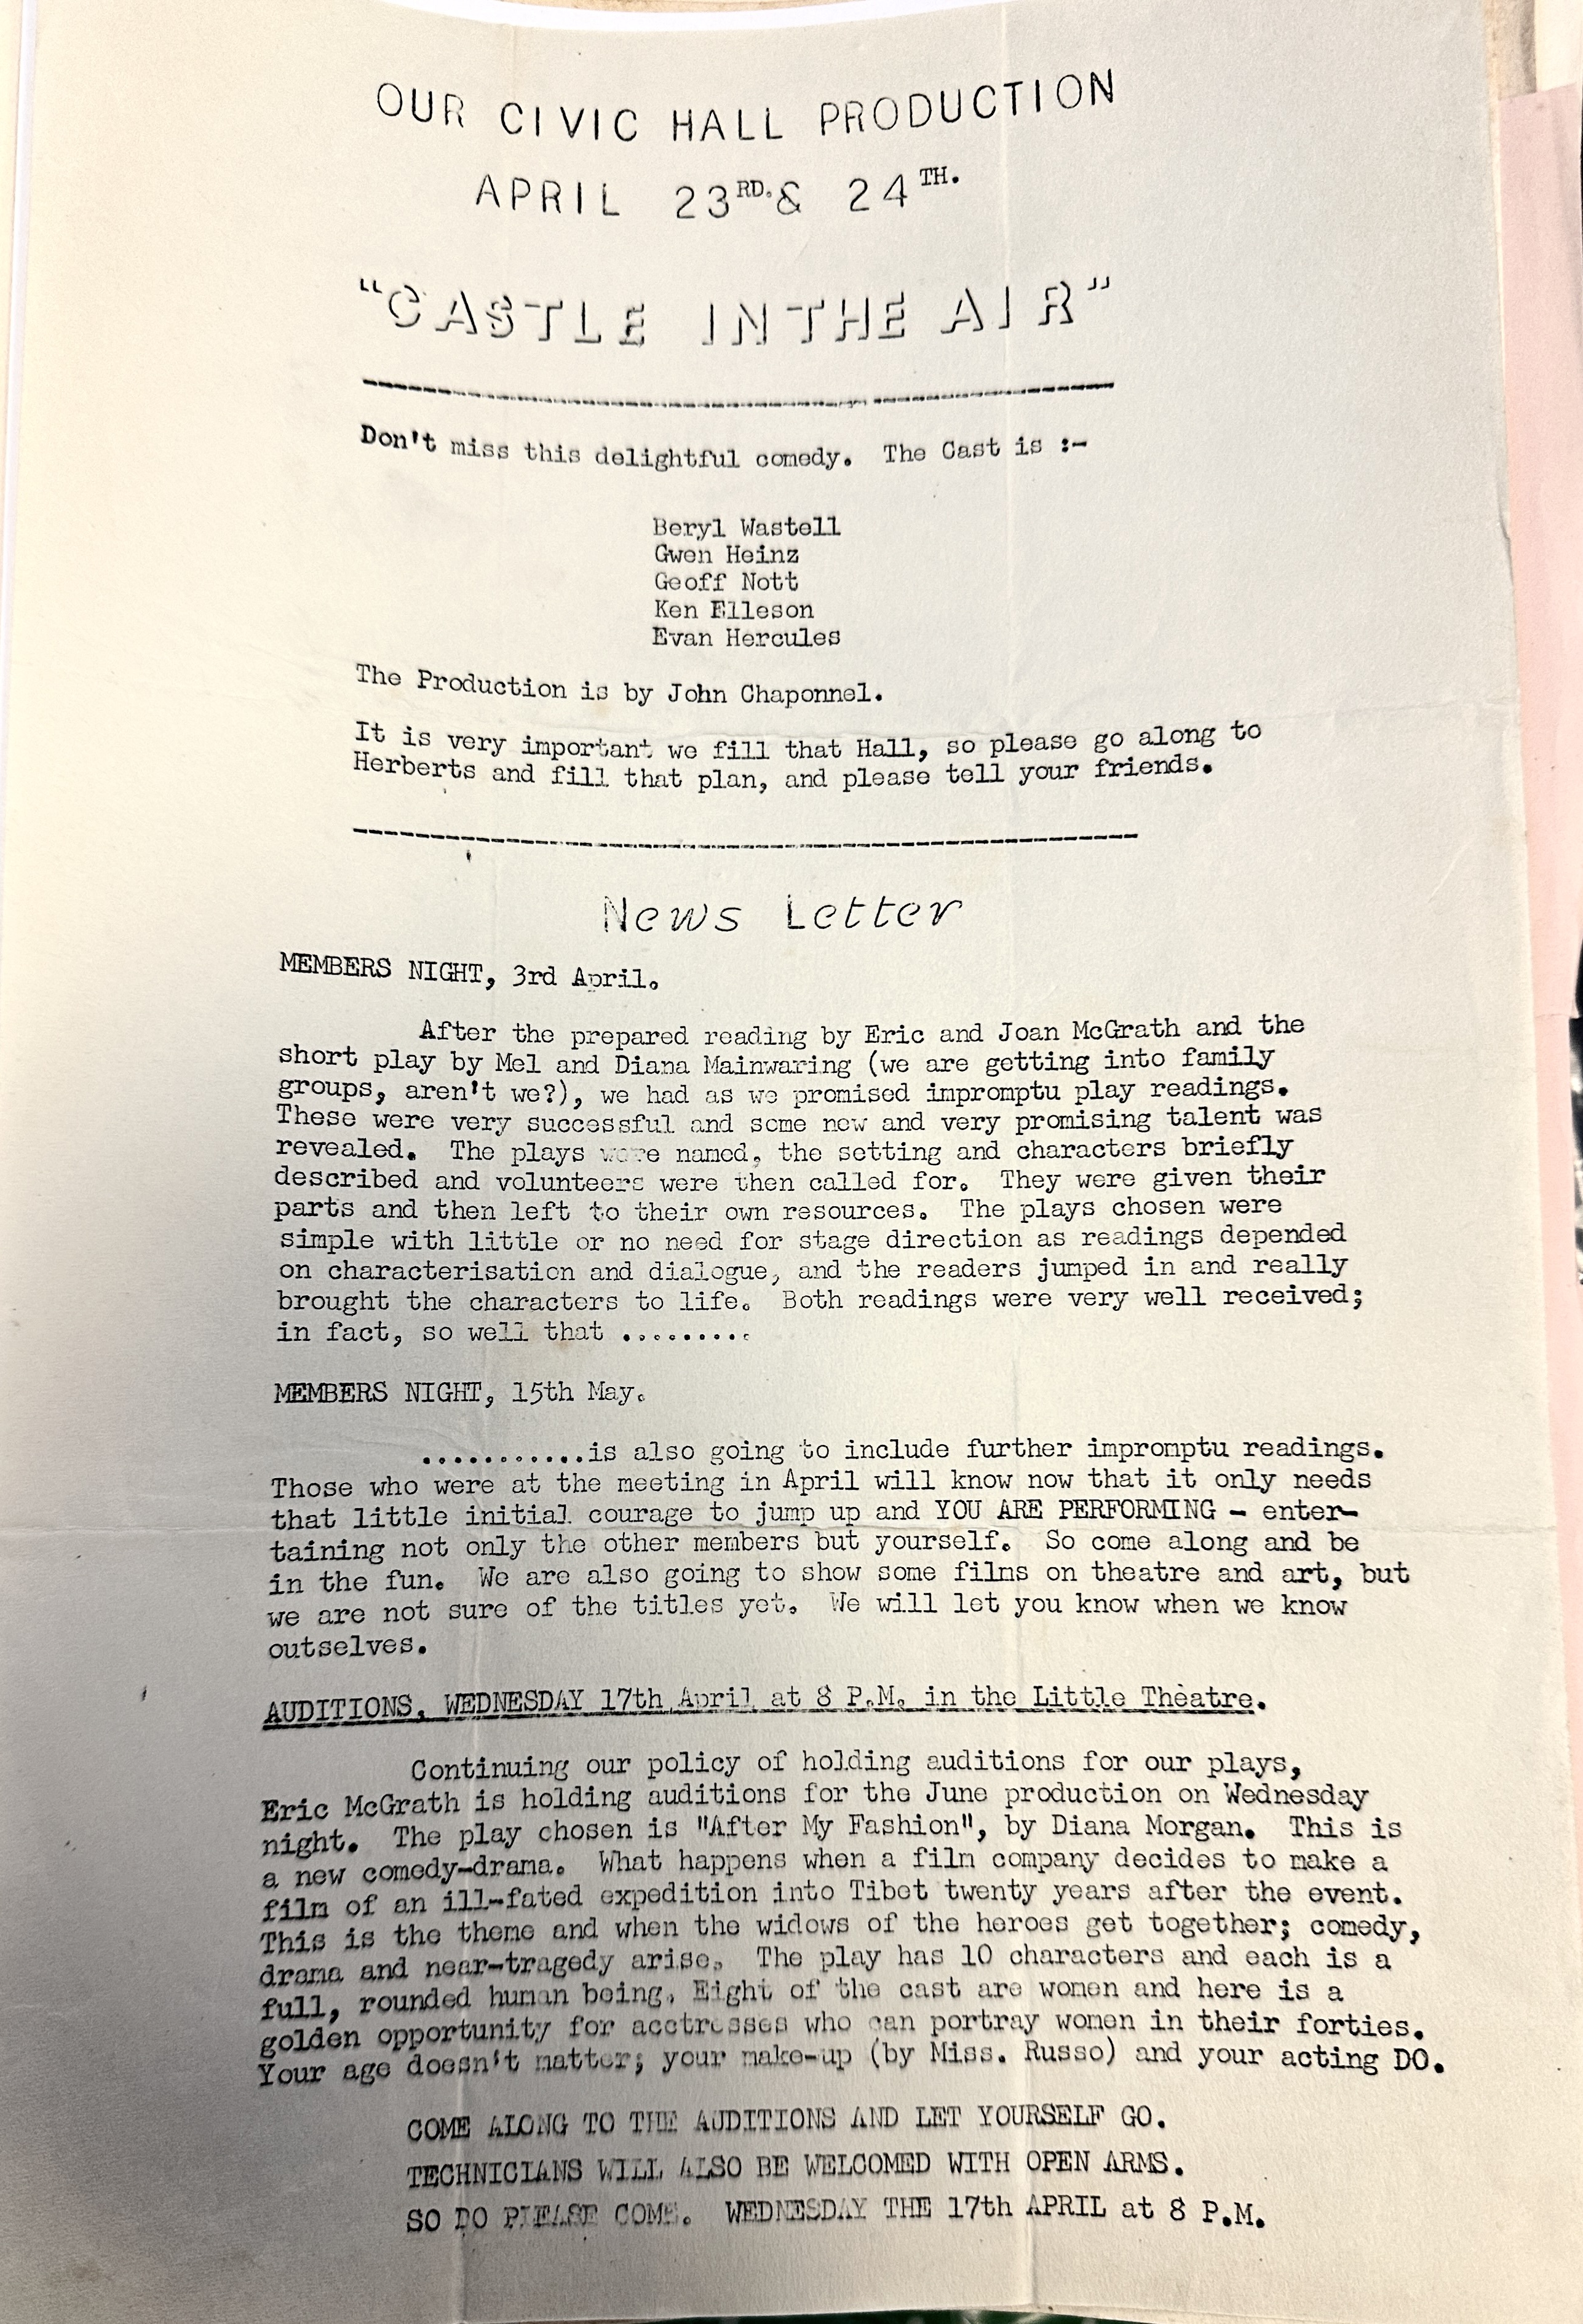 OUR CIVIC HALL PRODUCTION
APRIL 23RD. & 24TH.
"CASTLE IN THE AIR"
Don't miss this delightful comedy. The Cast is :-
Beryl Wastell
Gwen Heinz
Geoff Nott
Ken Elleson
Evan Hercules
The Production is by John Chaponnel.
It is very important we fill that Hall, so please go along to
Herberts and fill that plan, and please tell your friends.
News Letter
MEMBERS NIGHT, 3rd April.
After the prepared reading by Eric and Joan McGrath and the
short play by Mel and Diana Mainwaring (we are getting into family
groups, aren't we?), we had as we promised impromptu play readings.
These were very successful and some new and very promising talent was
revealed. The plays were named, the setting and characters briefly
described and volunteers were then called for. They were given their
parts and then left to their own resources. The plays chosen were
simple with little or no need for stage direction as readings depended
on characterisation and dialogue, and the readers jumped in and really
brought the characters to life. Both readings were very well received;
in fact, so well that .........
MEMBERS NIGHT, 15th May.
............is also going to include further impromptu readings.
Those who were at the meeting in April will know now that it only needs
that little initial courage to jump up and YOU ARE PERFORMING - enter-
taining not only the other members but yourself. So come along and be
in the fun. We are also going to show some films on theatre and art, but
we are not sure of the titles yet. We will let you know when we know
outselves.
AUDITIONS, WEDNESDAY 17th April at 8 P.M. in the Little Theatre.
Continuing our policy of holding auditions for our plays,
Eric McGrath is holding auditions for the June production on Wednesday
night. The play chosen is "After My Fashion", by Diana Morgan. This is
a new comedy-drama. What happens when a film company decides to make a
film of an ill-fated expedition into Tibet twenty years after the event.
This is the theme and when the widows of the heroes get together; comedy,
drama and near-tragedy arise. The play has 10 characters and each is a
full, rounded human being. Eight of the cast are women and here is a
golden opportunity for acctresses who can portray women in their forties.
Your age doesn't matter; your make-up (by Miss. Russo) and your acting DO.
COME ALONG TO THE AUDITIONS AND LET YOURSELF GO.
TECHNICIANS WILL ALSO BE WELCOMED WITH OPEN ARMS.
SO DO PLEASE COME. WEDNESDAY THE 17th APRIL at 8 P.M.